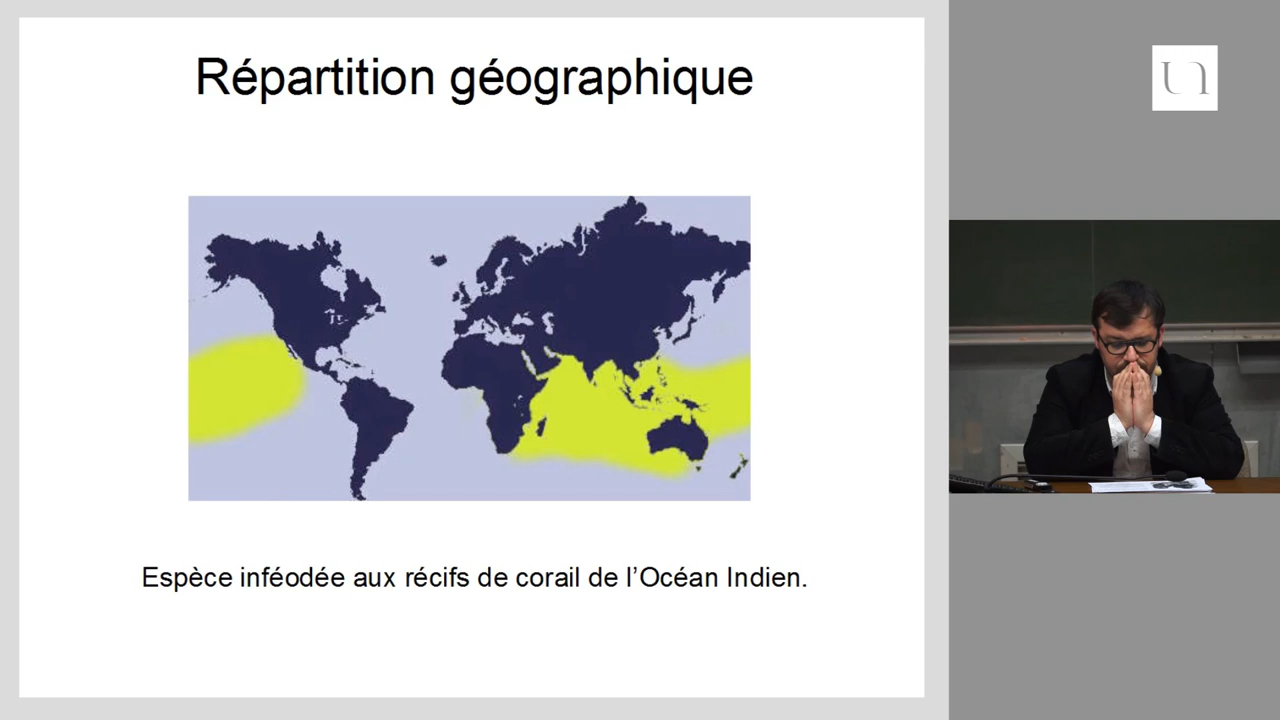 Répartition géographique
Espèce inféodée aux récifs de corail de l’Océan Indien.